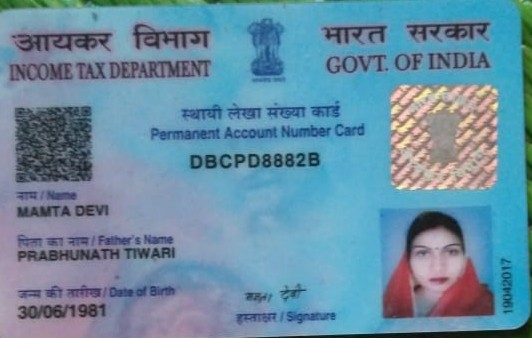 आयकर विभाग
INCOME TAX DEPARTMENT
भारत सरकार
GOVT. OF INDIA
स्थायी लेखा संख्या कार्ड
Permanent Account Number Card
DBCPD8882B
नाम / Name
MAMTA DEVI
पिता का नाम / Father's Name
PRABHUNATH TIWARI
जन्म की तारीख / Date of Birth
30/06/1981
ममता देवी
हस्ताक्षर / Signature
19042017